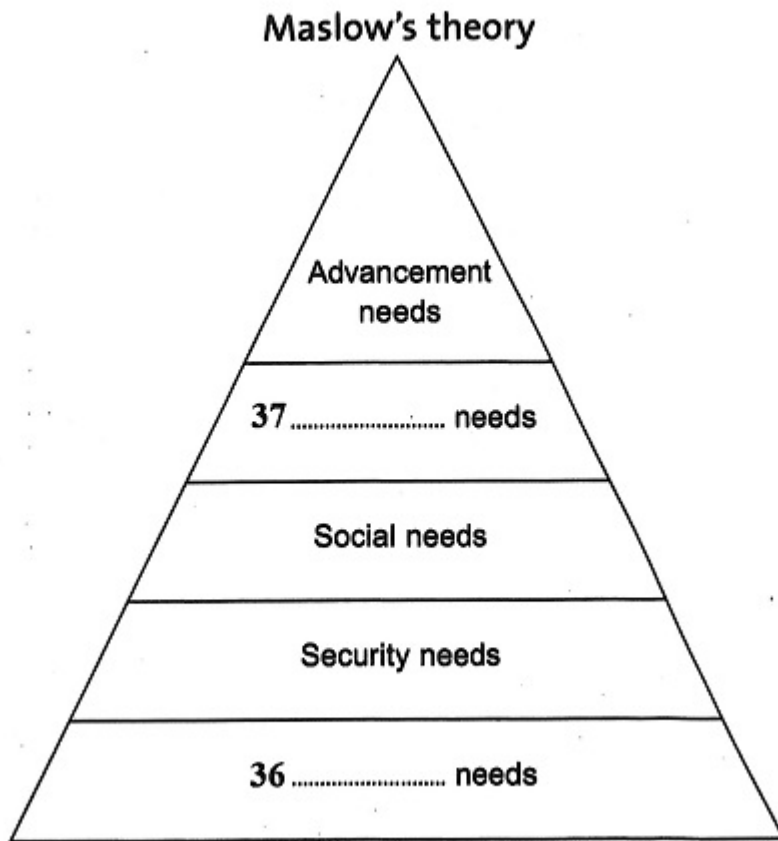 Maslow's theory
Advancement
needs
37 ........................... needs
Social needs
Security needs
36 ........................... needs